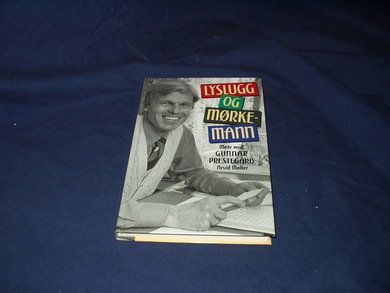 LYSLUGG
OG
MØRKE-
MANN
Møte med
GUNNAR
PRESTEGÅRD
Arvid Møller